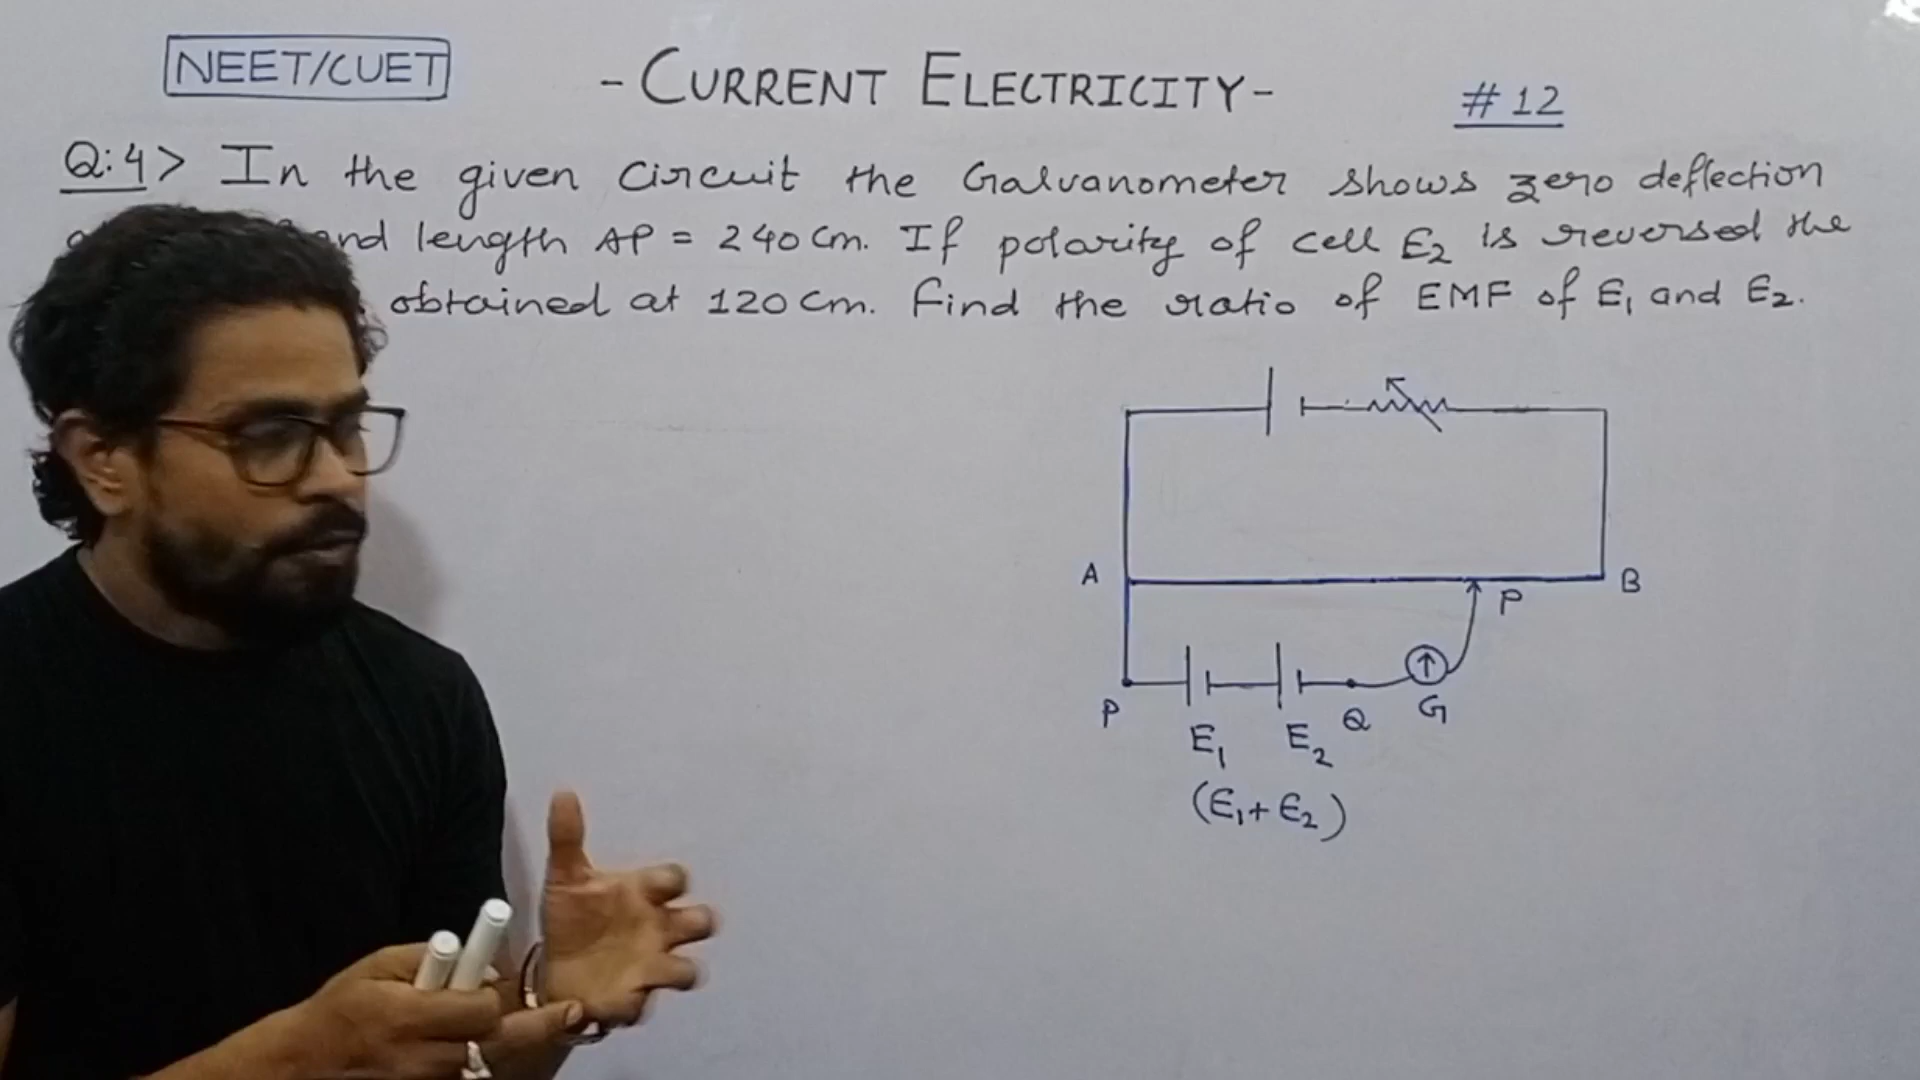 NEET/CUET
- CURRENT ELECTRICITY -
# 12
Q:4> In the given circuit the Galvanometer shows zero deflection
and length AP = 240 cm. If polarity of cell E2 is reversed the
obtained at 120 cm. Find the ratio of EMF of E1 and E2.
A
B
P
P
E1
E2
Q
G
(E1 + E2)